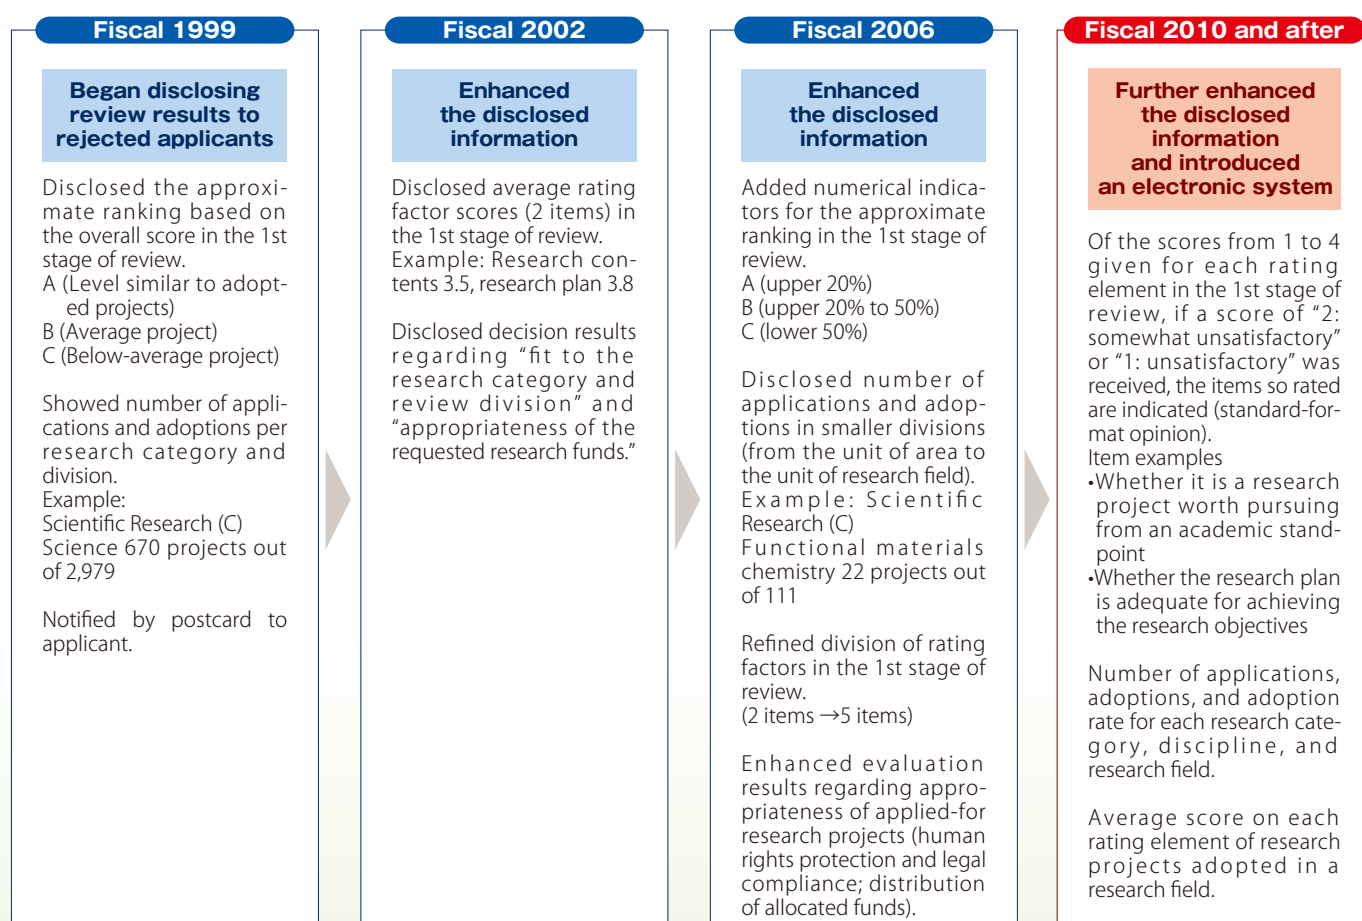 Fiscal 1999
Began disclosing
review results to
rejected applicants
Disclosed the approxi-
mate ranking based on
the overall score in the 1st
stage of review.
A (Level similar to adopt-
ed projects)
B (Average project)
C (Below-average project)
Showed number of appli-
cations and adoptions per
research category and
division.
Example:
Scientific Research (C)
Science 670 projects out
of 2,979
Notified by postcard to
applicant.
Fiscal 2002
Enhanced
the disclosed
information
Disclosed average rating
factor scores (2 items) in
the 1st stage of review.
Example: Research con-
tents 3.5, research plan 3.8
Disclosed decision results
regarding “fit to the
research category and
review division” and
“appropriateness of the
requested research funds.”
Fiscal 2006
Enhanced
the disclosed
information
Added numerical indica-
tors for the approximate
ranking in the 1st stage of
review.
A (upper 20%)
B (upper 20% to 50%)
C (lower 50%)
Disclosed number of
applications and adop-
tions in smaller divisions
(from the unit of area to
the unit of research field).
Example: Scientific
Research (C)
Functional materials
chemistry 22 projects out
of 111
Refined division of rating
factors in the 1st stage of
review.
(2 items →5 items)
Enhanced evaluation
results regarding appro-
priateness of applied-for
research projects (human
rights protection and legal
compliance; distribution
of allocated funds).
Fiscal 2010 and after
Further enhanced
the disclosed
information
and introduced
an electronic system
Of the scores from 1 to 4
given for each rating
element in the 1st stage of
review, if a score of “2:
somewhat unsatisfactory”
or “1: unsatisfactory” was
received, the items so rated
are indicated (standard-for-
mat opinion).
Item examples
•Whether it is a research
project worth pursuing
from an academic stand-
point
•Whether the research plan
is adequate for achieving
the research objectives
Number of applications,
adoptions, and adoption
rate for each research cate-
gory, discipline, and
research field.
Average score on each
rating element of research
projects adopted in a
research field.